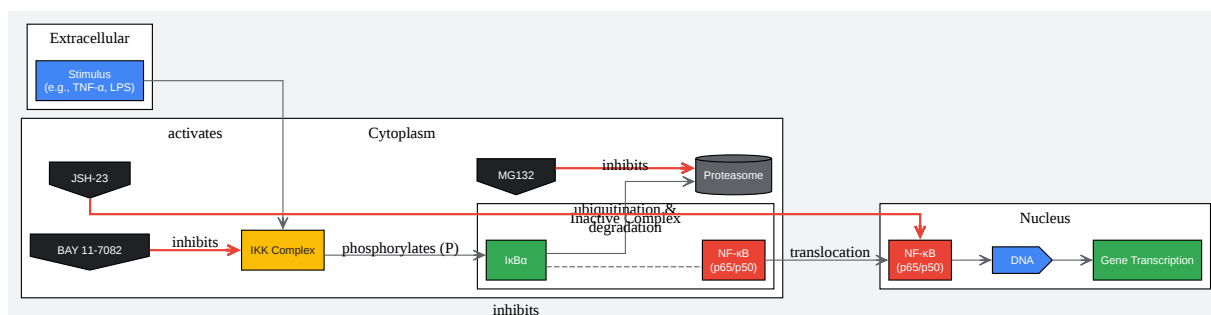 Extracellular
Stimulus
(e.g., TNF-α, LPS)
activates
Cytoplasm
JSH-23
MG132
inhibits
Proteasome
ubiquitination &
degradation
Inactive Complex
Nucleus
BAY 11-7082
inhibits
IKK Complex
phosphorylates (P)
IκBα
NF-κB
(p65/p50)
translocation
NF-κB
(p65/p50)
DNA
Gene Transcription
inhibits